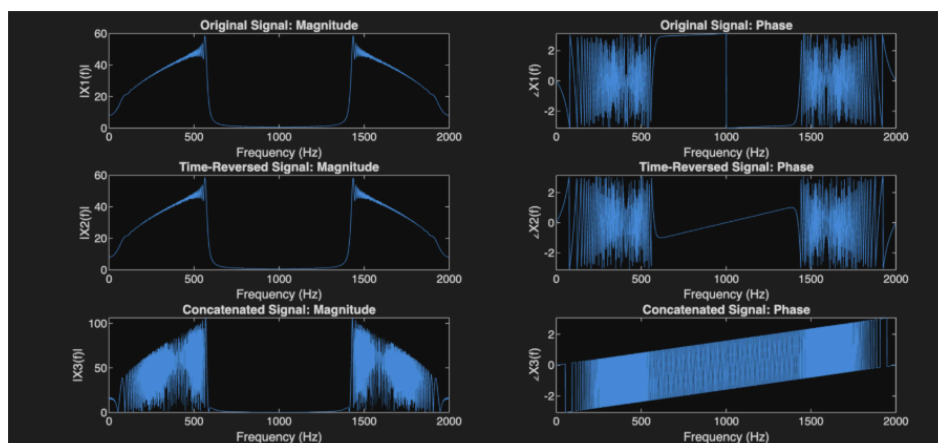 Original Signal: Magnitude
|X1(f)|
60
40
20
0
0 500 1000 1500 2000
Frequency (Hz)
Original Signal: Phase
∠X1(f)
2
0
-2
0 500 1000 1500 2000
Frequency (Hz)
Time-Reversed Signal: Magnitude
|X2(f)|
60
40
20
0
0 500 1000 1500 2000
Frequency (Hz)
Time-Reversed Signal: Phase
∠X2(f)
2
0
-2
0 500 1000 1500 2000
Frequency (Hz)
Concatenated Signal: Magnitude
|X3(f)|
100
50
0
0 500 1000 1500 2000
Frequency (Hz)
Concatenated Signal: Phase
∠X3(f)
2
0
-2
0 500 1000 1500 2000
Frequency (Hz)